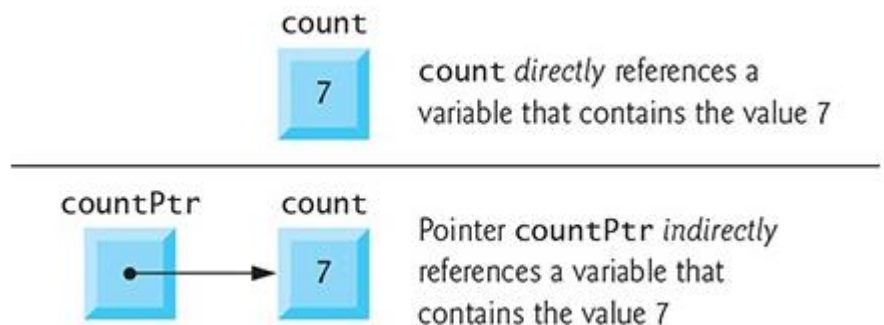 count
7
count directly references a
variable that contains the value 7
countPtr
count
7
Pointer countPtr indirectly
references a variable that
contains the value 7